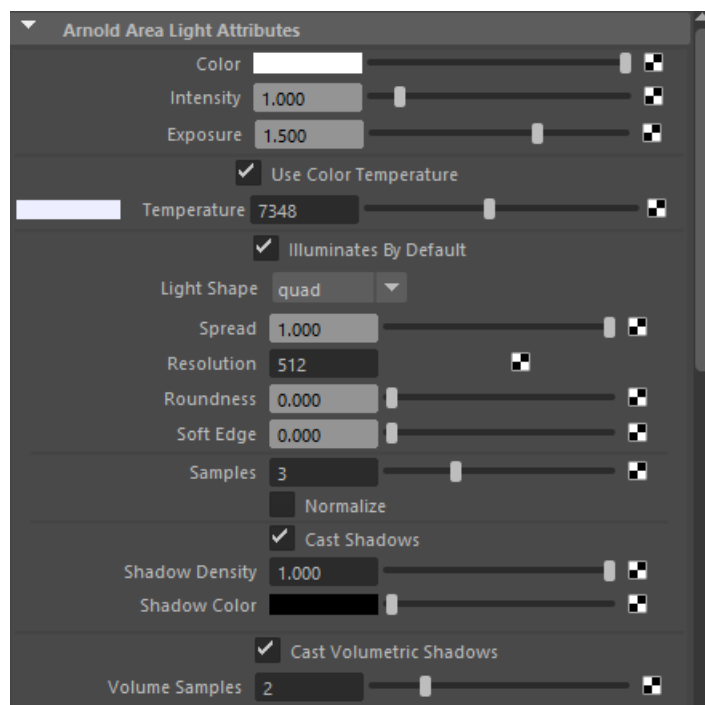 Arnold Area Light Attributes
Color
Intensity 1.000
Exposure 1.500
Use Color Temperature
Temperature 7348
Illuminates By Default
Light Shape quad
Spread 1.000
Resolution 512
Roundness 0.000
Soft Edge 0.000
Samples 3
Normalize
Cast Shadows
Shadow Density 1.000
Shadow Color
Cast Volumetric Shadows
Volume Samples 2